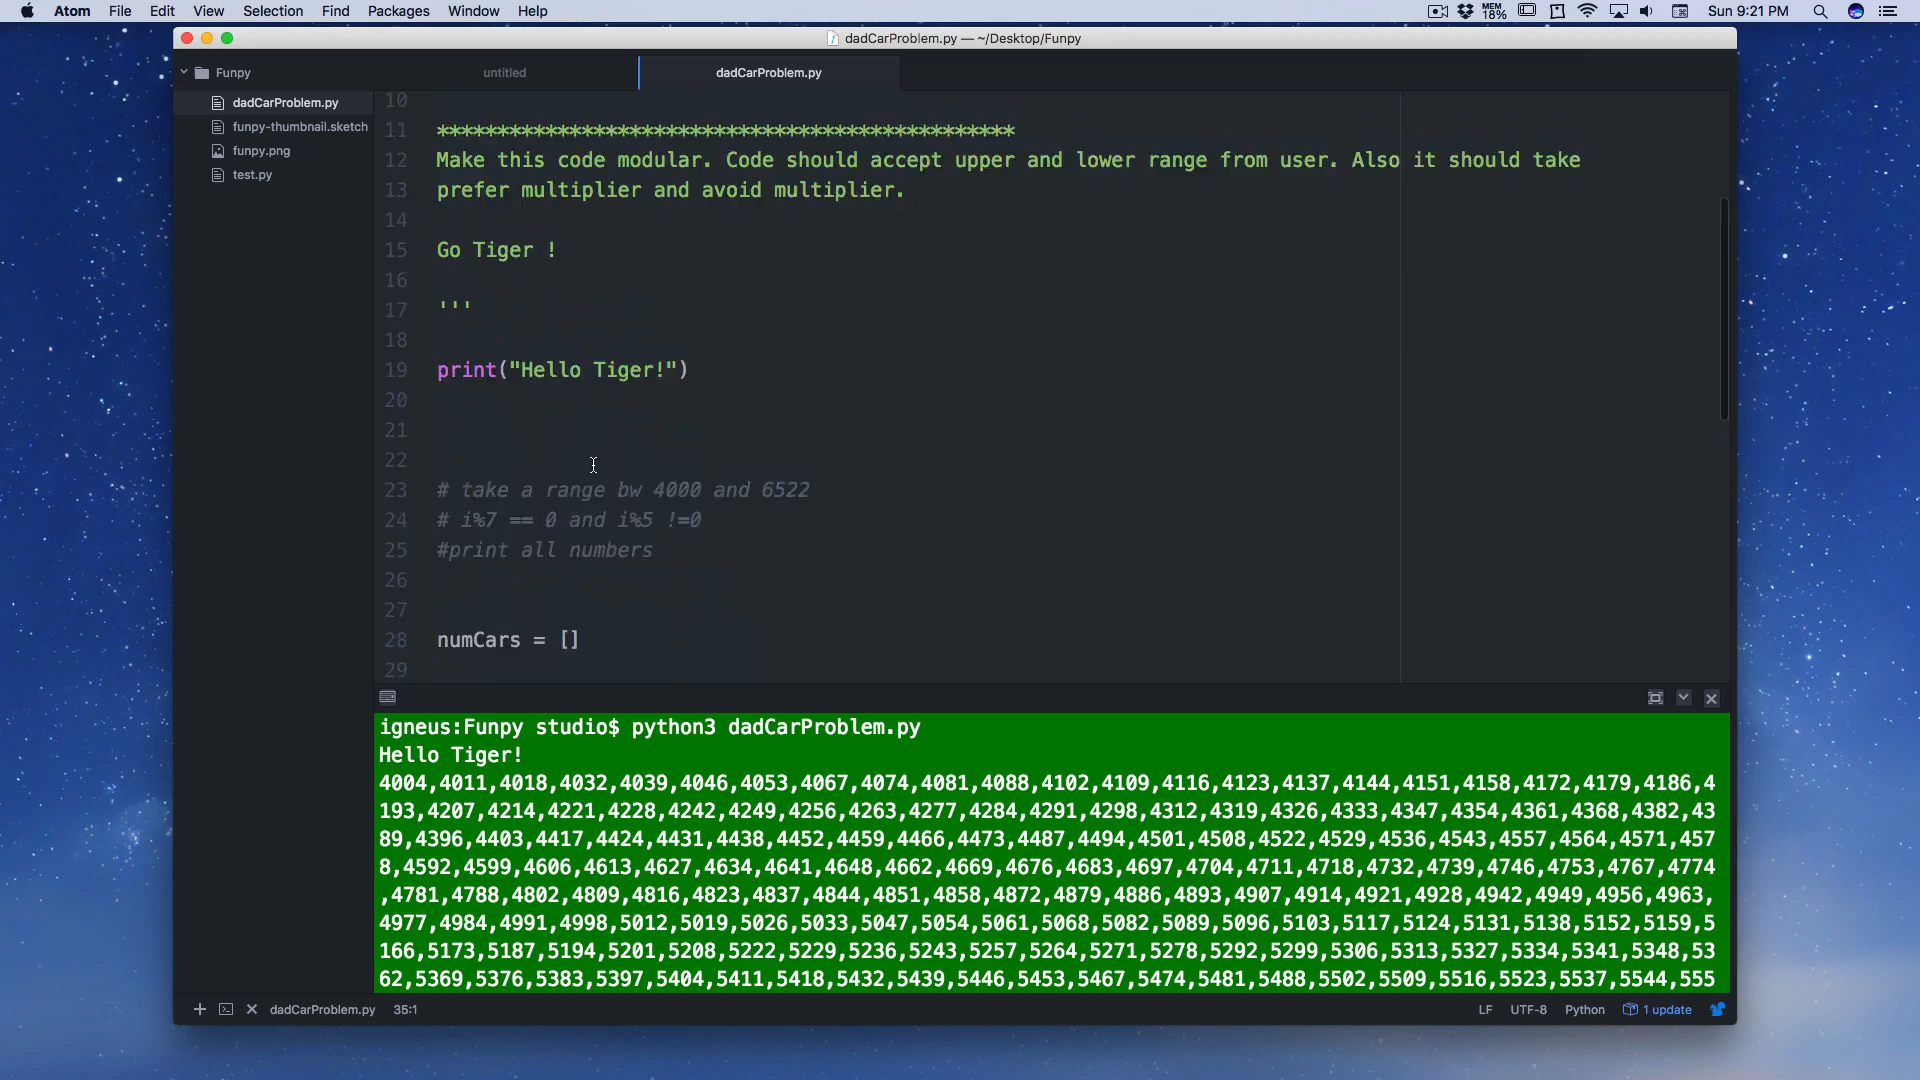 Atom File Edit View Selection Find Packages Window Help
MEM 18% Sun 9:21 PM
dadCarProblem.py — ~/Desktop/Funpy
Funpy
untitled
dadCarProblem.py
dadCarProblem.py
funpy-thumbnail.sketch
funpy.png
test.py
10
11 ************************************************
12 Make this code modular. Code should accept upper and lower range from user. Also it should take
13 prefer multiplier and avoid multiplier.
14
15 Go Tiger !
16
17 '''
18
19 print("Hello Tiger!")
20
21
22
23 # take a range bw 4000 and 6522
24 # i%7 == 0 and i%5 !=0
25 #print all numbers
26
27
28 numCars = []
29
igneus:Funpy studio$ python3 dadCarProblem.py
Hello Tiger!
4004,4011,4018,4032,4039,4046,4053,4067,4074,4081,4088,4102,4109,4116,4123,4137,4144,4151,4158,4172,4179,4186,4
193,4207,4214,4221,4228,4242,4249,4256,4263,4277,4284,4291,4298,4312,4319,4326,4333,4347,4354,4361,4368,4382,43
89,4396,4403,4417,4424,4431,4438,4452,4459,4466,4473,4487,4494,4501,4508,4522,4529,4536,4543,4557,4564,4571,457
8,4592,4599,4606,4613,4627,4634,4641,4648,4662,4669,4676,4683,4697,4704,4711,4718,4732,4739,4746,4753,4767,4774
,4781,4788,4802,4809,4816,4823,4837,4844,4851,4858,4872,4879,4886,4893,4907,4914,4921,4928,4942,4949,4956,4963,
4977,4984,4991,4998,5012,5019,5026,5033,5047,5054,5061,5068,5082,5089,5096,5103,5117,5124,5131,5138,5152,5159,5
166,5173,5187,5194,5201,5208,5222,5229,5236,5243,5257,5264,5271,5278,5292,5299,5306,5313,5327,5334,5341,5348,53
62,5369,5376,5383,5397,5404,5411,5418,5432,5439,5446,5453,5467,5474,5481,5488,5502,5509,5516,5523,5537,5544,555
dadCarProblem.py 35:1 LF UTF-8 Python 1 update